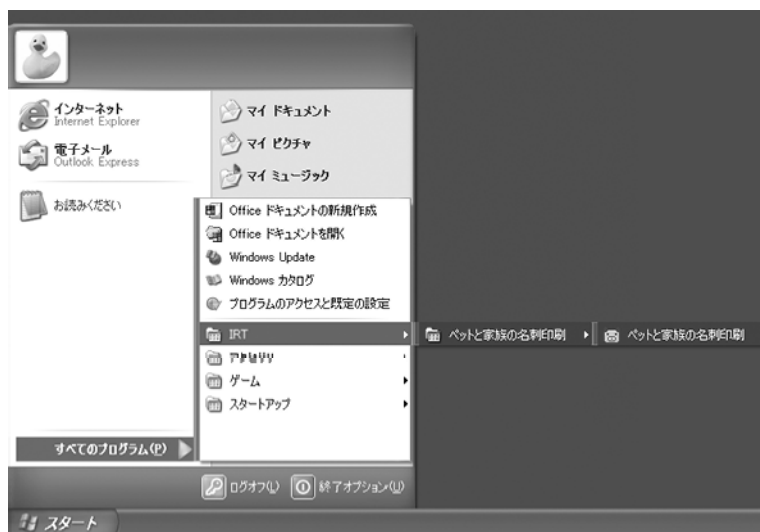 インターネット
Internet Explorer
電子メール
Outlook Express
お読みください
すべてのプログラム(P)
マイ ドキュメント
マイ ピクチャ
マイ ミュージック
Office ドキュメントの新規作成
Office ドキュメントを開く
Windows Update
Windows カタログ
プログラムのアクセスと既定の設定
IRT
ゲーム
スタートアップ
ペットと家族の名刺印刷
ペットと家族の名刺印刷
ログオフ(L)
終了オプション(U)
スタート